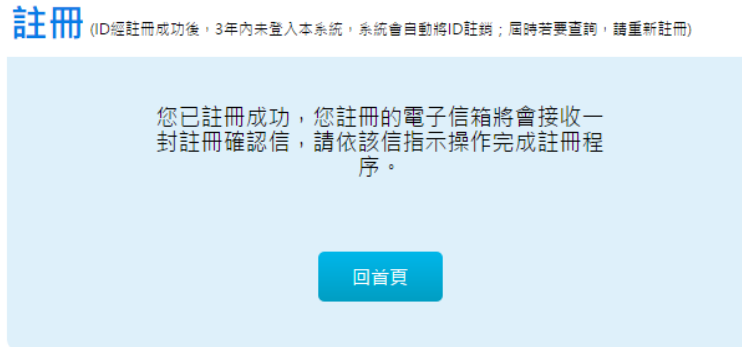 註冊 (ID經註冊成功後，3年內未登入本系統，系統會自動將ID註銷；屆時若要查詢，請重新註冊)
您已註冊成功，您註冊的電子信箱將會接收一
封註冊確認信，請依該信指示操作完成註冊程
序。
回首頁